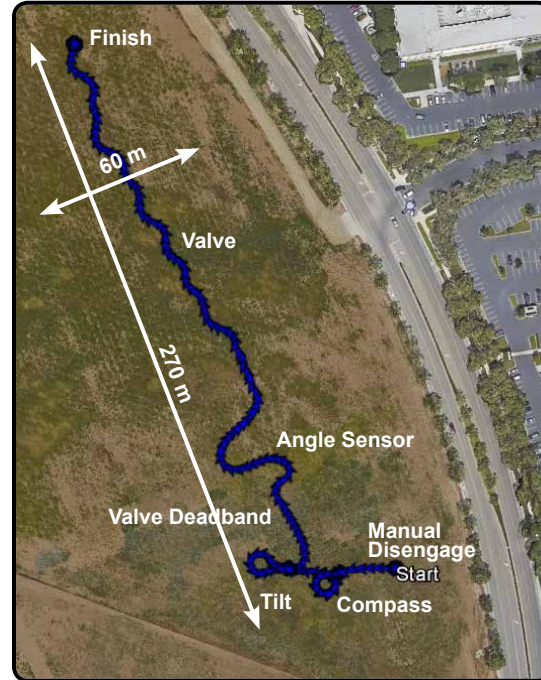 Finish
60 m
Valve
270 m
Angle Sensor
Valve Deadband
Manual
Disengage
Start
Tilt
Compass